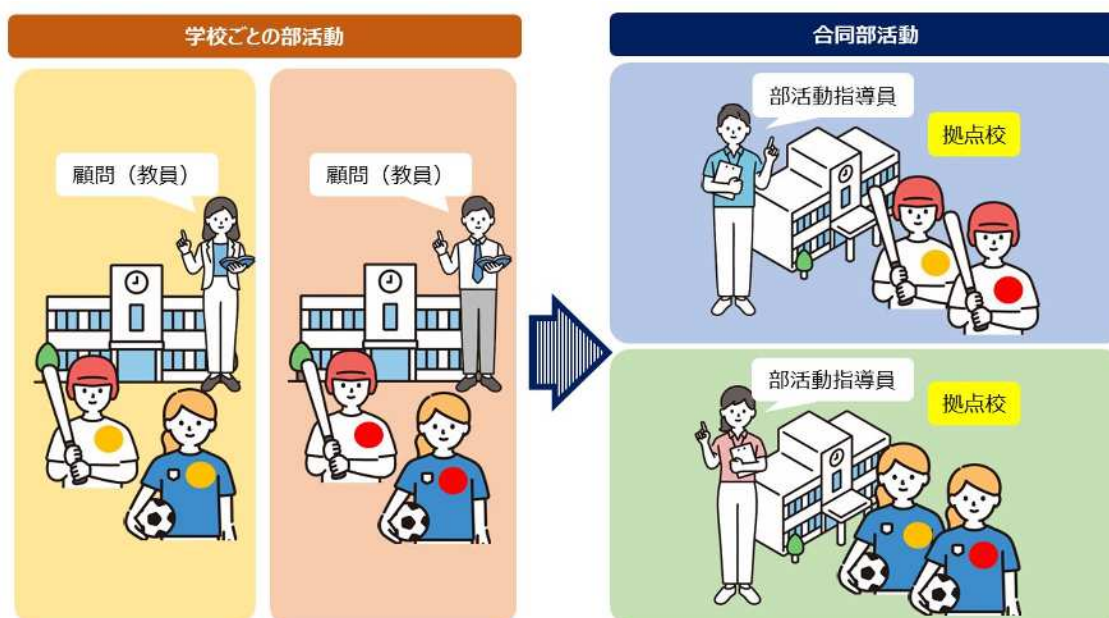 学校ごとの部活動
顧問（教員）
顧問（教員）
合同部活動
部活動指導員
拠点校
部活動指導員
拠点校